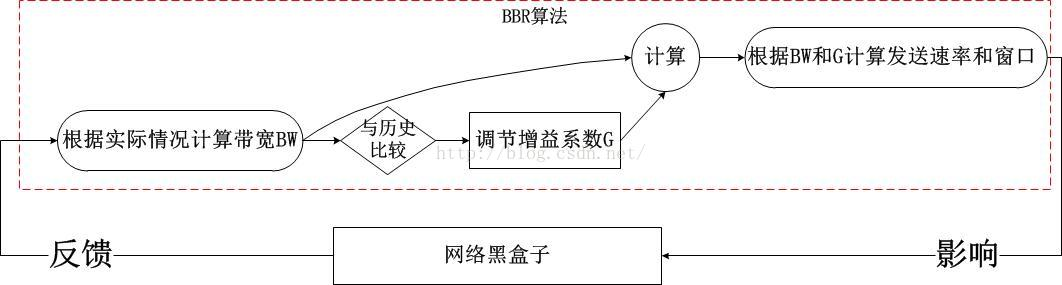 BBR算法
计算
根据BW和G计算发送速率和窗口
根据实际情况计算带宽BW
与历史
比较
调节增益系数G
http://blog.csdn.net/
反馈
网络黑盒子
影响